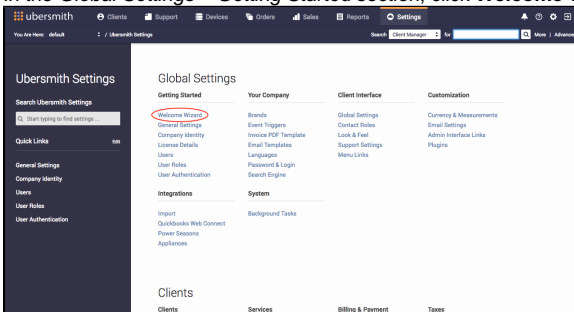 In the Global Settings – Getting Started section, click Welcome
ubersmith Clients Support Devices Orders Sales Reports Settings
You Are Here: default / Ubersmith Settings Search Client Manager for More | Advance
Ubersmith Settings
Search Ubersmith Settings
Start typing to find settings ...
Quick Links Edit
General Settings
Company Identity
Users
User Roles
User Authentication
Global Settings
Getting Started Your Company Client Interface Customization
Welcome Wizard Brands Global Settings Currency & Measurements
General Settings Event Triggers Contact Roles Email Settings
Company Identity Invoice PDF Template Look & Feel Admin Interface Links
License Details Email Templates Support Settings Plugins
Users Languages Menu Links
User Roles Password & Login
User Authentication Search Engine
Integrations System
Import Background Tasks
Quickbooks Web Connect
Power Seasons
Appliances
Clients
Clients Services Billing & Payment Taxes